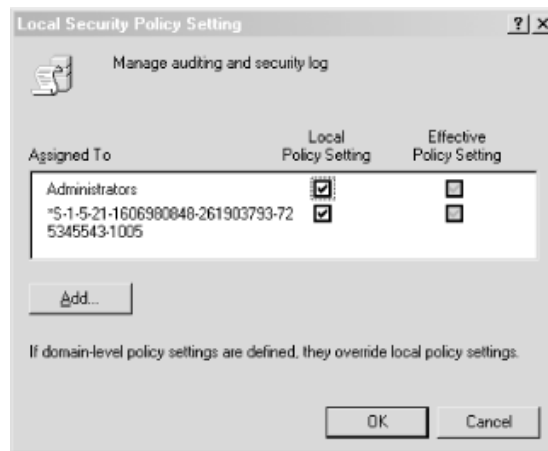 Local Security Policy Setting
Manage auditing and security log
Assigned To
Local Policy Setting
Effective Policy Setting
Administrators
*S-1-5-21-1606980848-261903793-72
5345543-1005
Add...
If domain-level policy settings are defined, they override local policy settings.
OK
Cancel